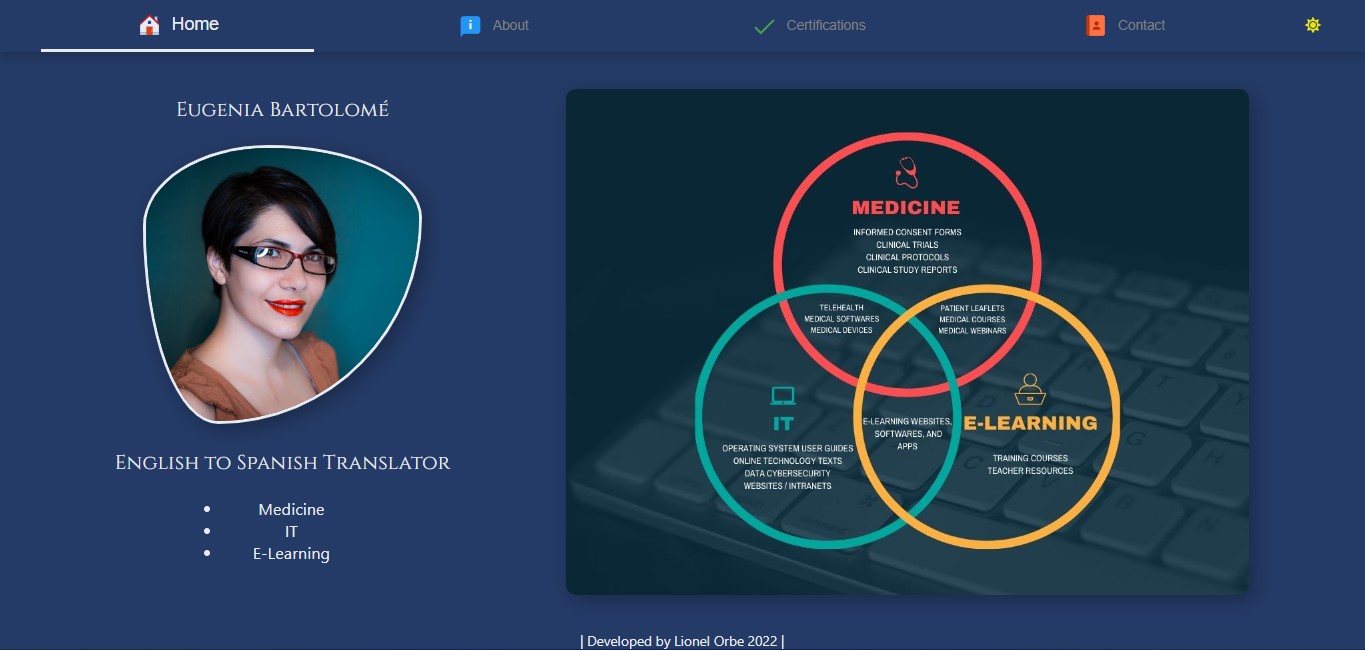 Home
About
Certifications
Contact
Eugenia Bartolomé
English to Spanish Translator
Medicine
IT
E-Learning
MEDICINE
INFORMED CONSENT FORMS
CLINICAL TRIALS
CLINICAL PROTOCOLS
CLINICAL STUDY REPORTS
TELEHEALTH
MEDICAL SOFTWARES
MEDICAL DEVICES
PATIENT LEAFLETS
MEDICAL COURSES
MEDICAL WEBINARS
IT
OPERATING SYSTEM USER GUIDES
ONLINE TECHNOLOGY TEXTS
DATA CYBERSECURITY
WEBSITES / INTRANETS
E-LEARNING WEBSITES,
SOFTWARES, AND
APPS
E-LEARNING
TRAINING COURSES
TEACHER RESOURCES
| Developed by Lionel Orbe 2022 |